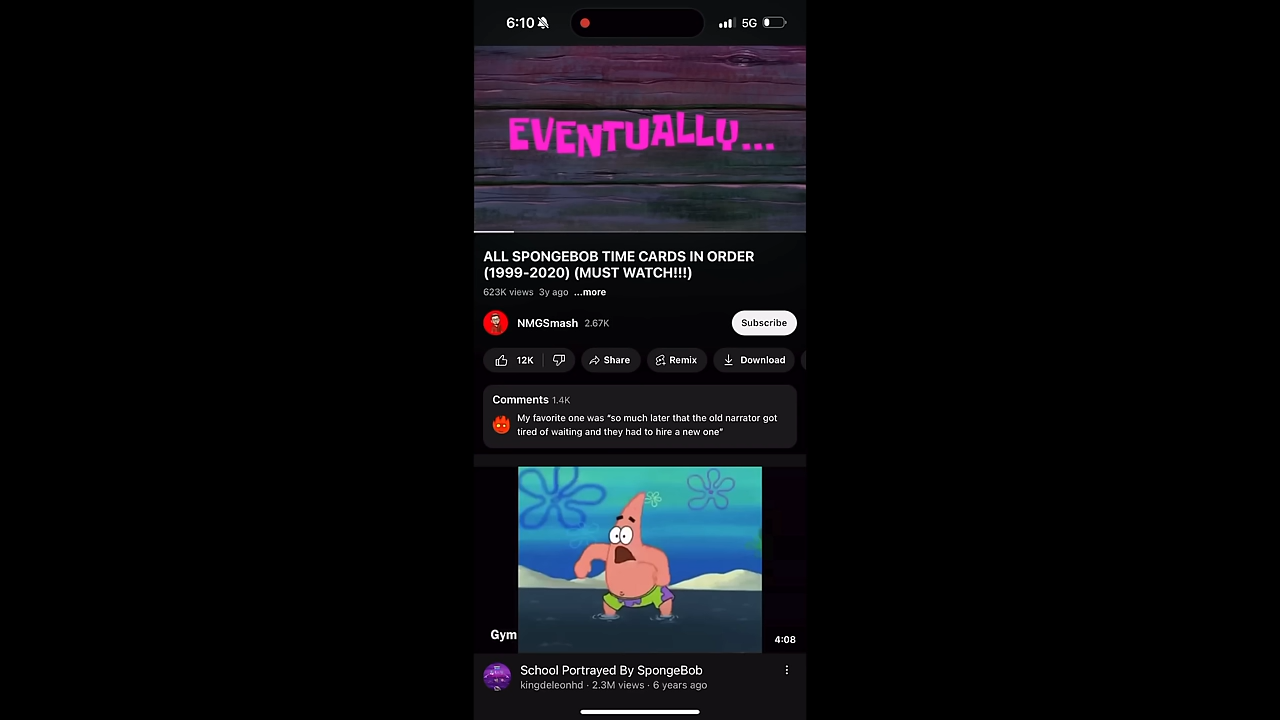 6:10
5G
EVENTUALLY...
ALL SPONGEBOB TIME CARDS IN ORDER
(1999-2020) (MUST WATCH!!!)
623K views 3y ago ...more
NMGSmash 2.67K
Subscribe
12K
Share
Remix
Download
Comments 1.4K
My favorite one was “so much later that the old narrator got
tired of waiting and they had to hire a new one”
Gym
4:08
School Portrayed By SpongeBob
kingdeleonhd · 2.3M views · 6 years ago